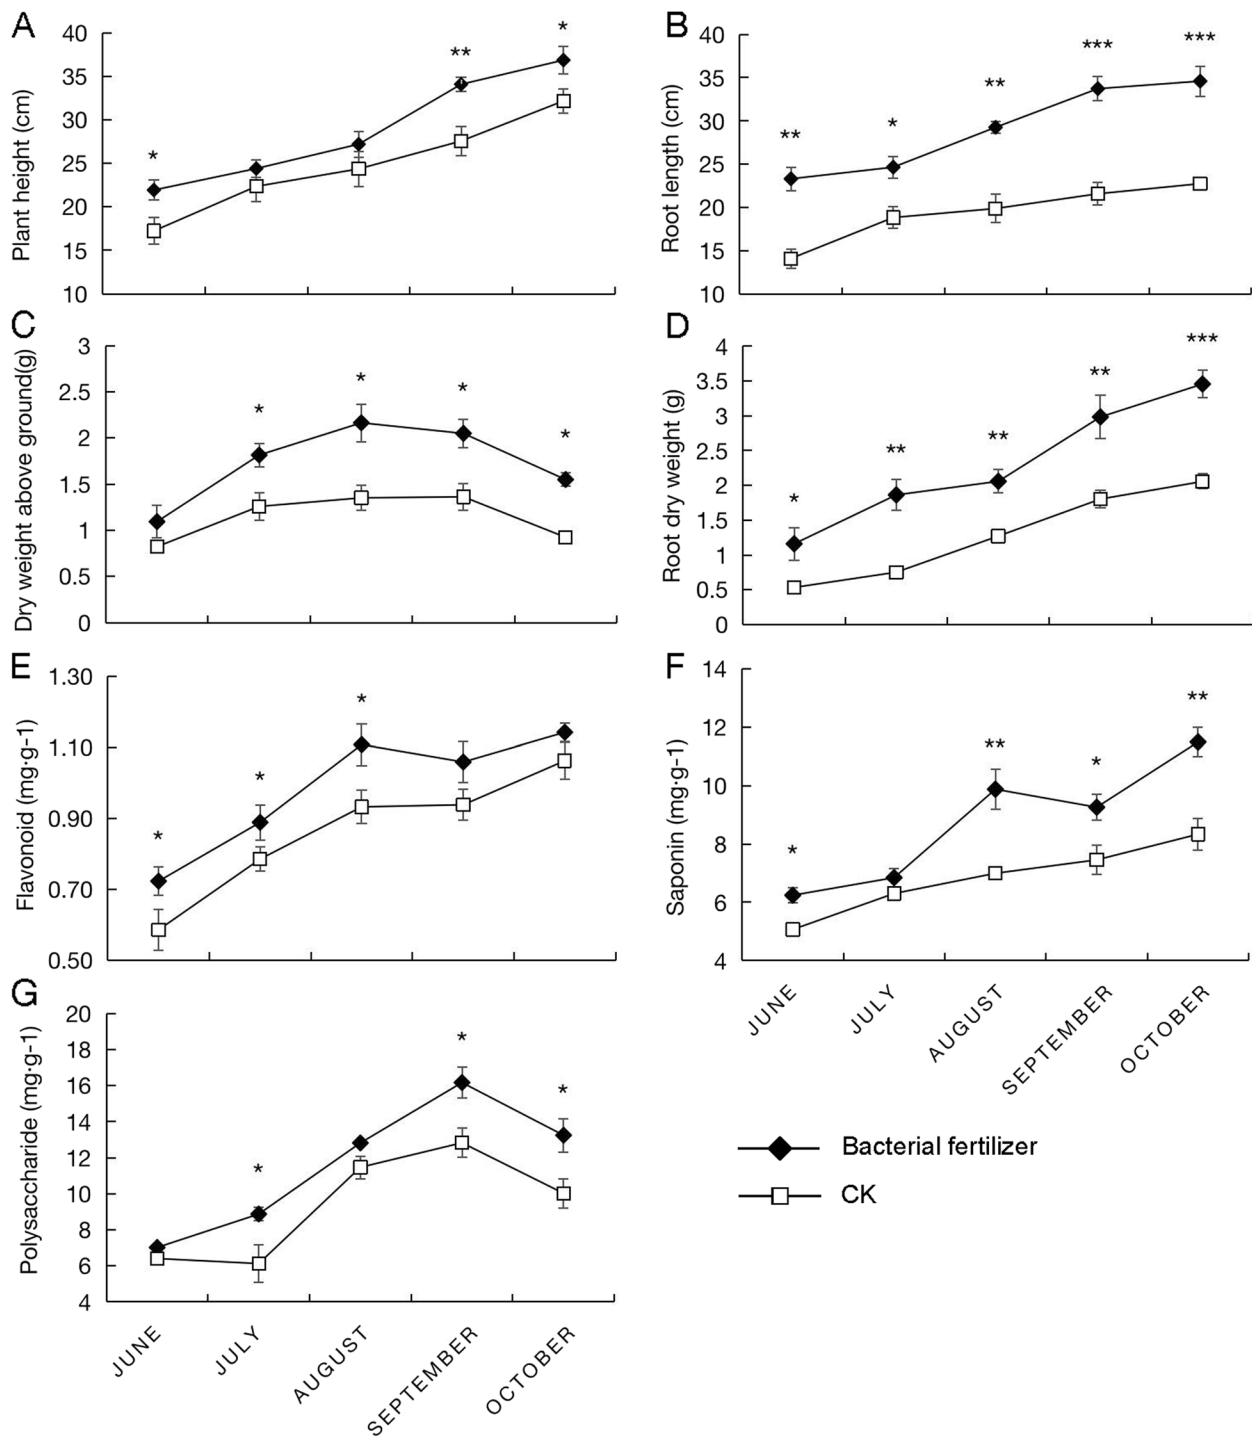 A
Plant height (cm)
40
35
30
25
20
15
10
*
**
*
B
Root length (cm)
40
35
30
25
20
15
10
**
*
**
***
***
C
Dry weight above ground(g)
3
2.5
2
1.5
1
0.5
0
*
*
*
*
D
Root dry weight (g)
4
3.5
3
2.5
2
1.5
1
0.5
0
*
**
**
**
***
E
Flavonoid (mg·g-1)
1.30
1.10
0.90
0.70
0.50
*
*
*
F
Saponin (mg·g-1)
14
12
10
8
6
4
*
**
*
**
JUNE
JULY
AUGUST
SEPTEMBER
OCTOBER
G
Polysaccharide (mg·g-1)
20
18
16
14
12
10
8
6
4
*
*
*
JUNE
JULY
AUGUST
SEPTEMBER
OCTOBER
Bacterial fertilizer
CK